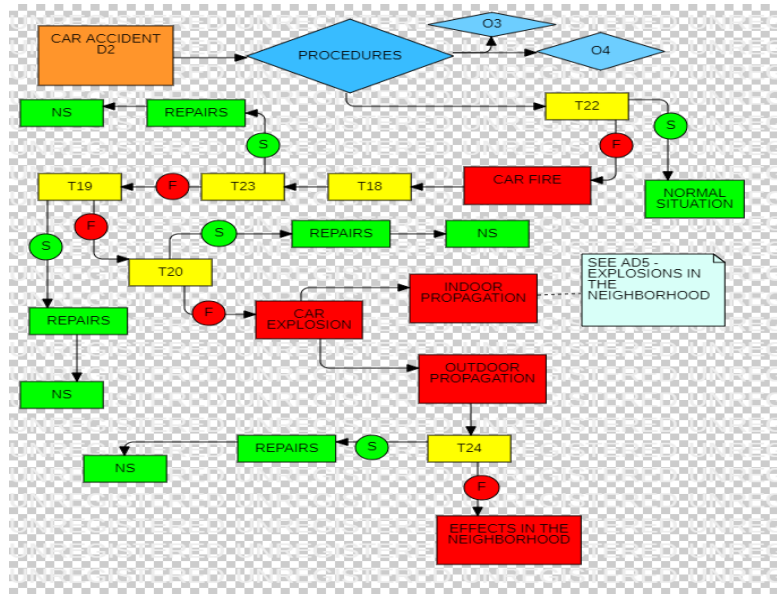 CAR ACCIDENT
D2
PROCEDURES
O3
O4
T22
S
F
NS
REPAIRS
S
T19
F
T23
T18
CAR FIRE
NORMAL
SITUATION
S
F
T20
S
REPAIRS
NS
SEE AD5 -
EXPLOSIONS IN
THE
NEIGHBORHOOD
INDOOR
PROPAGATION
F
CAR
EXPLOSION
REPAIRS
OUTDOOR
PROPAGATION
NS
REPAIRS
S
T24
NS
F
EFFECTS IN THE
NEIGHBORHOOD